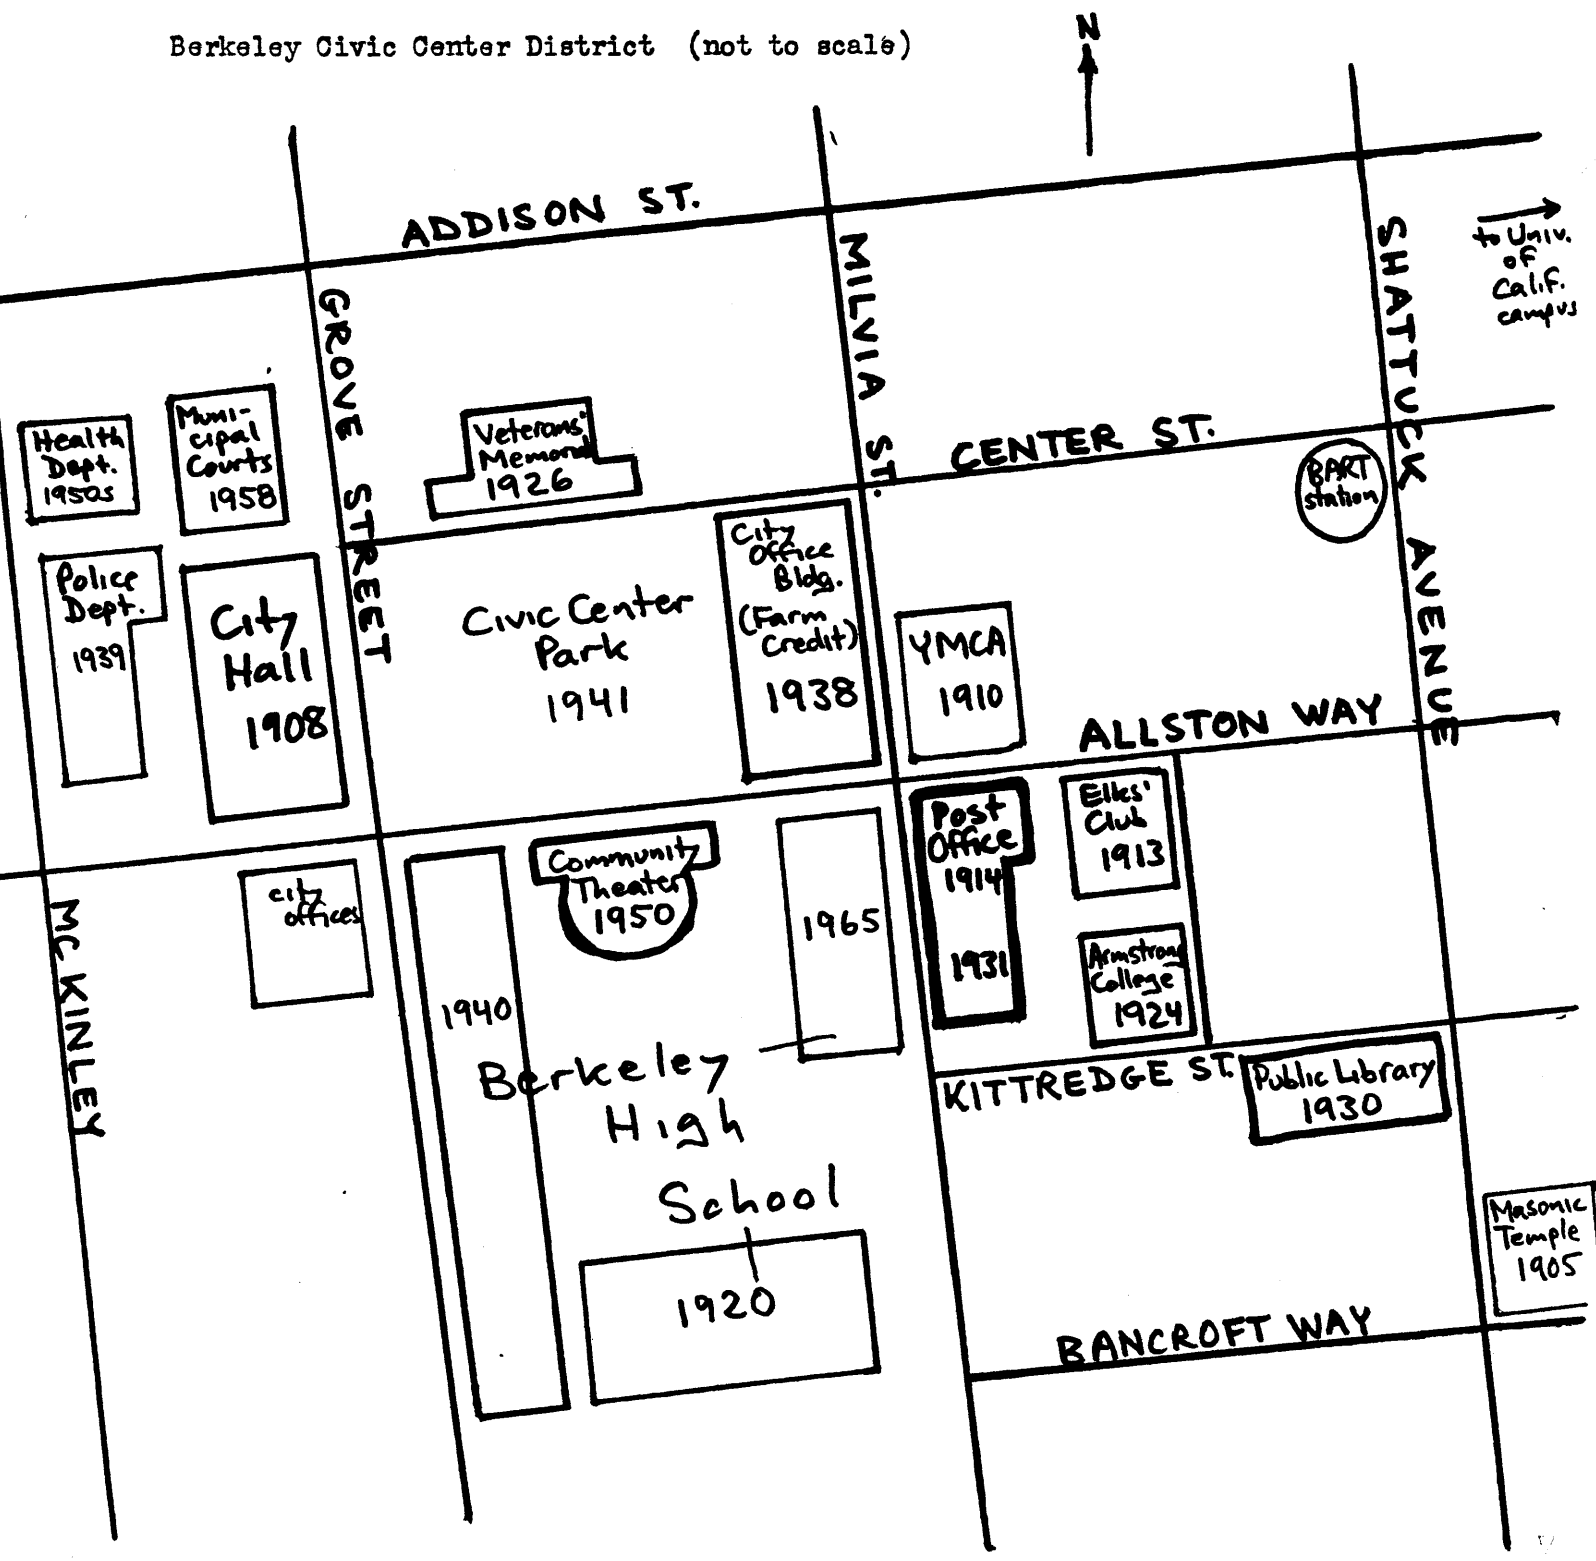 Berkeley Civic Center District (not to scale)
N
ADDISON ST.
MILVIA ST.
SHATTUCK AVENUE
to Univ.
of
Calif.
campus
GROVE STREET
Health
Dept.
1950s
Muni-
cipal
Courts
1958
Veterans'
Memorial
1926
CENTER ST.
BART
station
Police
Dept.
1939
City
Hall
1908
Civic Center
Park
1941
City
Office
Bldg.
(Farm
Credit)
1938
YMCA
1910
ALLSTON WAY
city
offices
Community
Theater
1950
1965
Post
Office
1914
1931
Elks'
Club
1913
Armstrong
College
1924
MCKINLEY
1940
Berkeley
High
School
1920
KITTREDGE ST.
Public Library
1930
Masonic
Temple
1905
BANCROFT WAY